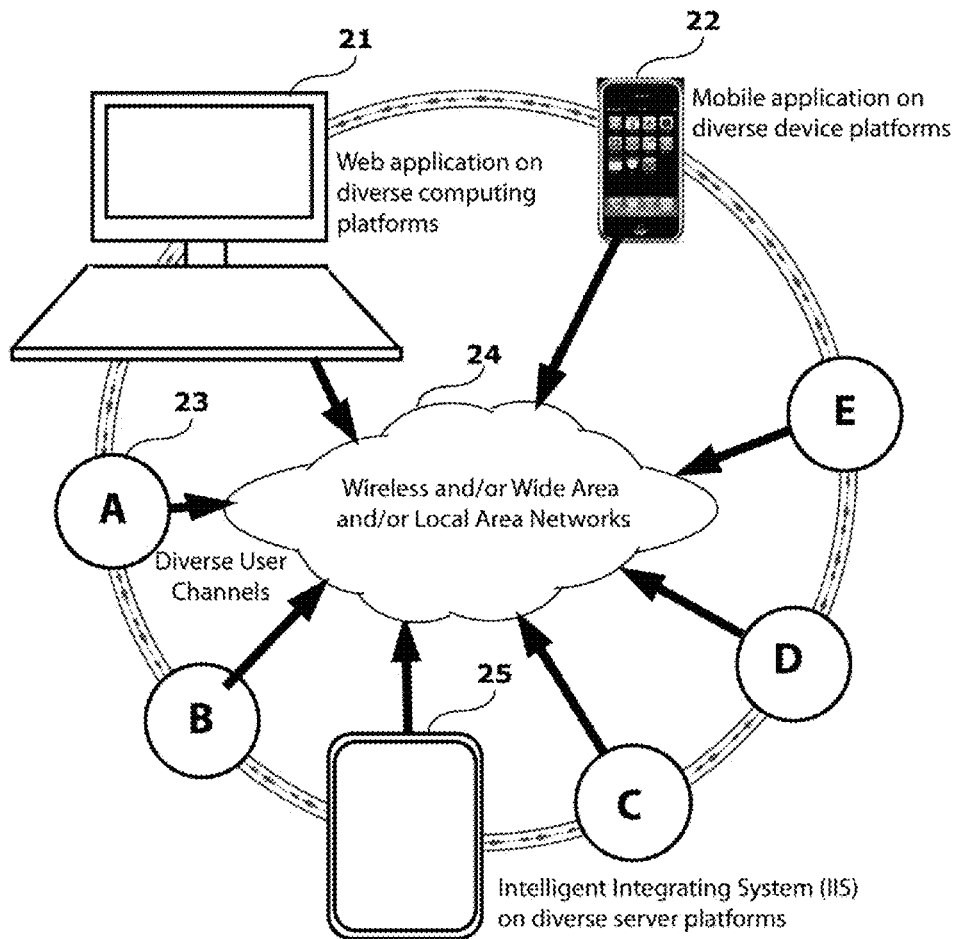 21
22
Mobile application on
diverse device platforms
Web application on
diverse computing
platforms
24
23
E
A
Wireless and/or Wide Area
and/or Local Area Networks
Diverse User
Channels
D
25
B
C
Intelligent Integrating System (IIS)
on diverse server platforms